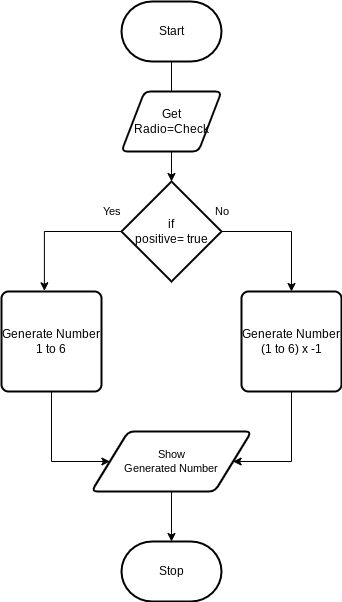 Start
Get
Radio=Check
if
positive= true
Yes
No
Generate Number
1 to 6
Generate Number
(1 to 6) x -1
Show
Generated Number
Stop